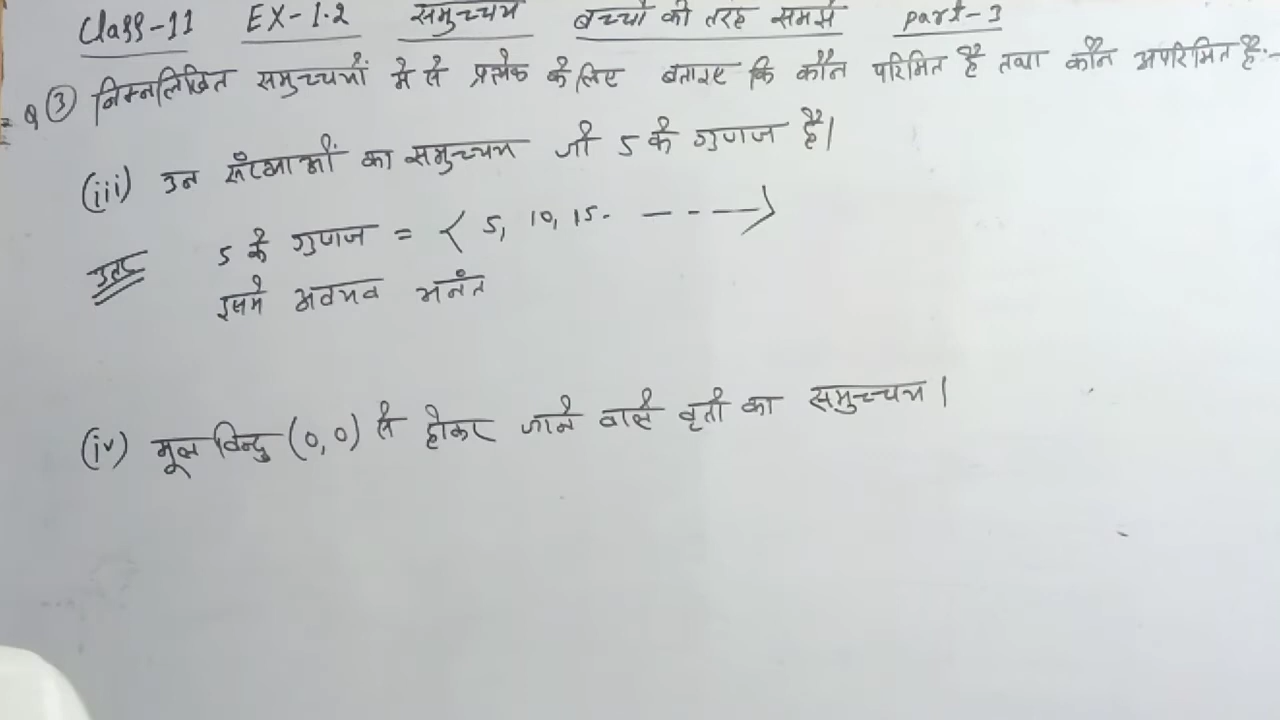 Class-11 EX-1.2 समुच्चय बच्चों की तरह समझे part-3
Q ③ निम्नलिखित समुच्चयों में से प्रत्येक के लिए बताइए कि कौन परिमित है तथा कौन अपरिमित है:-
(iii) उन संख्याओं का समुच्चय जो 5 के गुणज हैं।
उत्तर 5 के गुणज = { 5, 10, 15. - - - - }
इसमे अवयव अनंत
(iv) मूल बिन्दु (0,0) से होकर जाने वाले वृतों का समुच्चय।